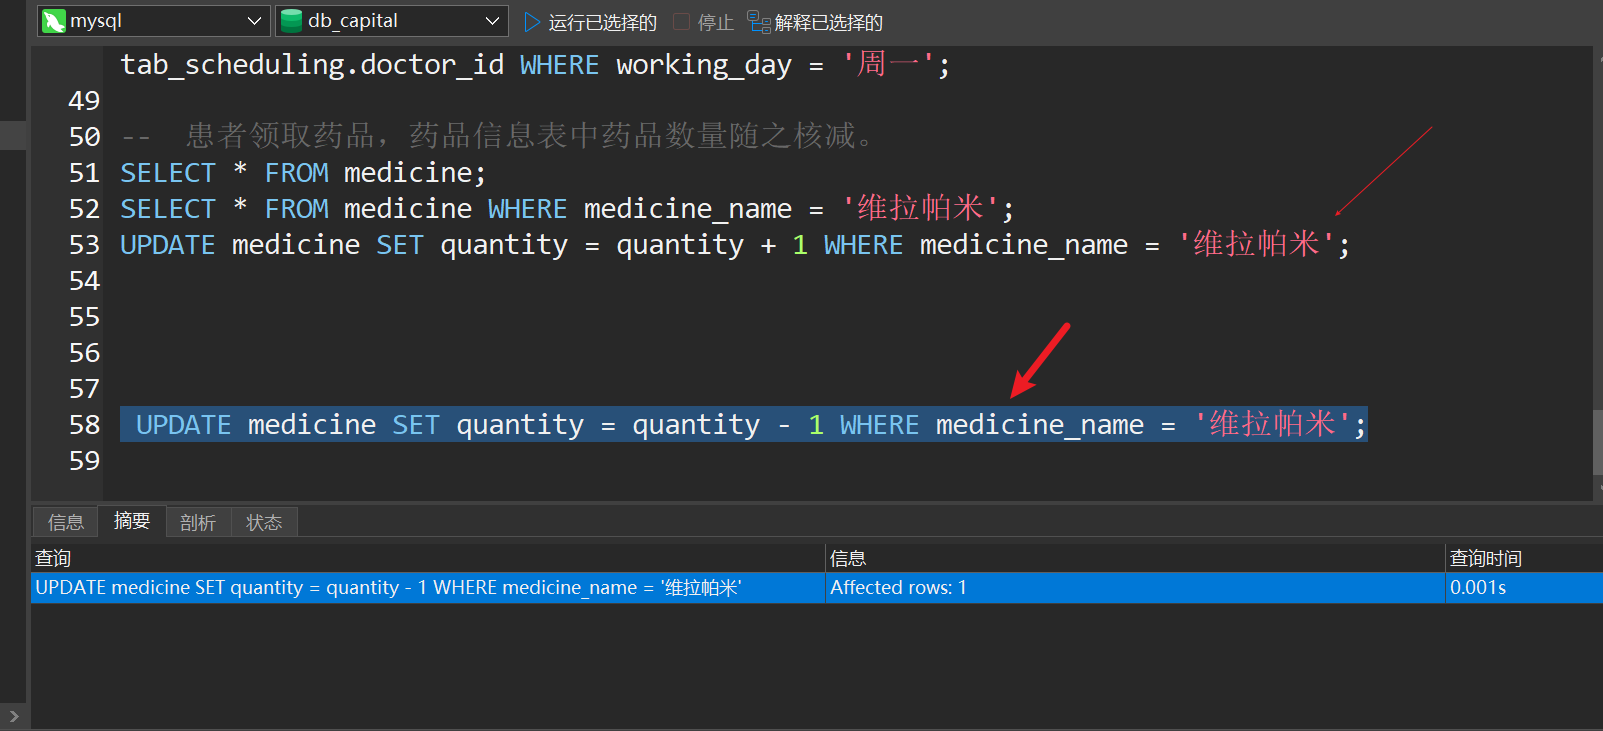 mysql db_capital 运行已选择的 停止 解释已选择的
tab_scheduling.doctor_id WHERE working_day = '周一';
49
50 -- 患者领取药品，药品信息表中药品数量随之核减。
51 SELECT * FROM medicine;
52 SELECT * FROM medicine WHERE medicine_name = '维拉帕米';
53 UPDATE medicine SET quantity = quantity + 1 WHERE medicine_name = '维拉帕米';
54
55
56
57
58 UPDATE medicine SET quantity = quantity - 1 WHERE medicine_name = '维拉帕米';
59
信息 摘要 剖析 状态
查询 信息 查询时间
UPDATE medicine SET quantity = quantity - 1 WHERE medicine_name = '维拉帕米' Affected rows: 1 0.001s